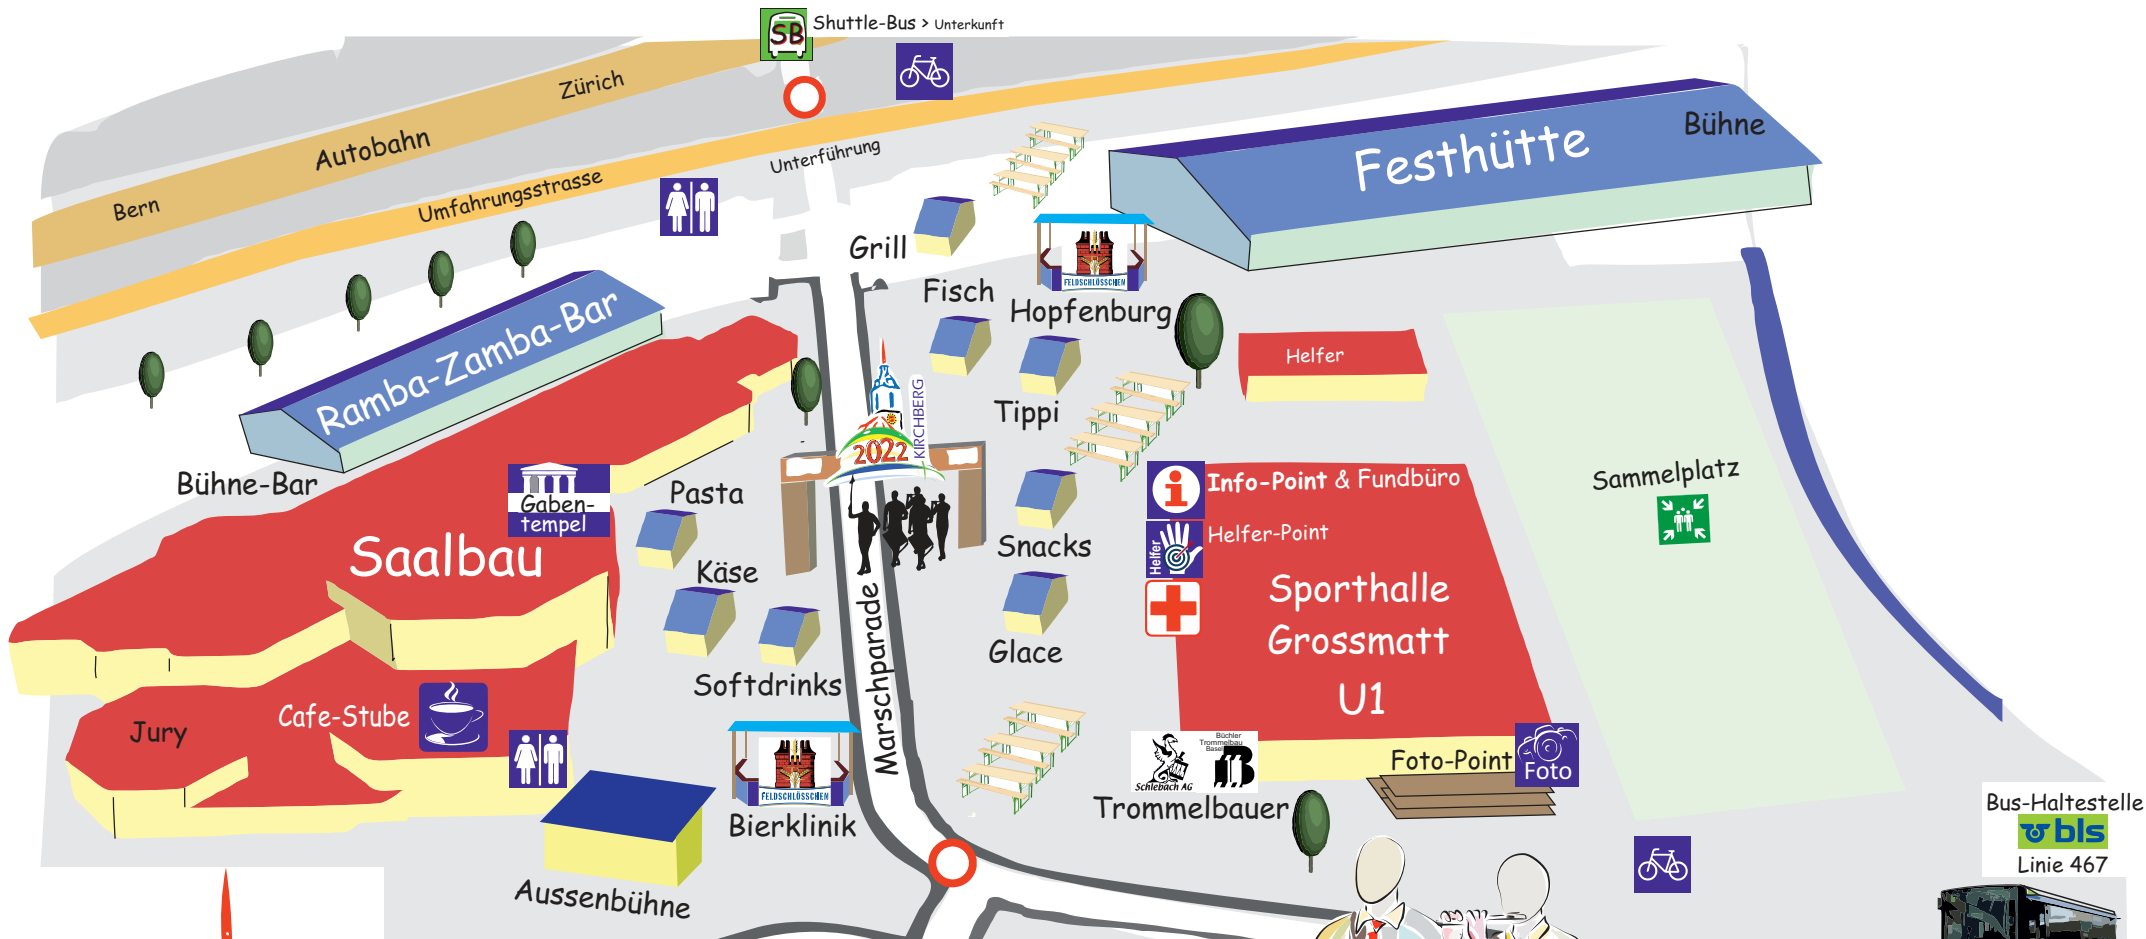 SB
Shuttle-Bus > Unterkunft
Zürich
Autobahn
Bern
Umfahrungsstrasse
Unterführung
Bühne
Festhütte
Grill
Fisch
FELDSCHLÖSSCHEN
Hopfenburg
Ramba-Zamba-Bar
Bühne-Bar
Helfer
Tippi
KIRCHBERG
2022
Sammelplatz
Gaben-
tempel
Saalbau
Pasta
Käse
Softdrinks
Snacks
Glace
Marschparade
Info-Point & Fundbüro
Helfer
Helfer-Point
Sporthalle
Grossmatt
U1
Jury
Cafe-Stube
FELDSCHLÖSSCHEN
Bierklinik
Aussenbühne
Schlebach AG
Büchler
Trommelbau
Basel
B
Trommelbauer
Foto-Point
Foto
Bus-Haltestelle
bls
Linie 467